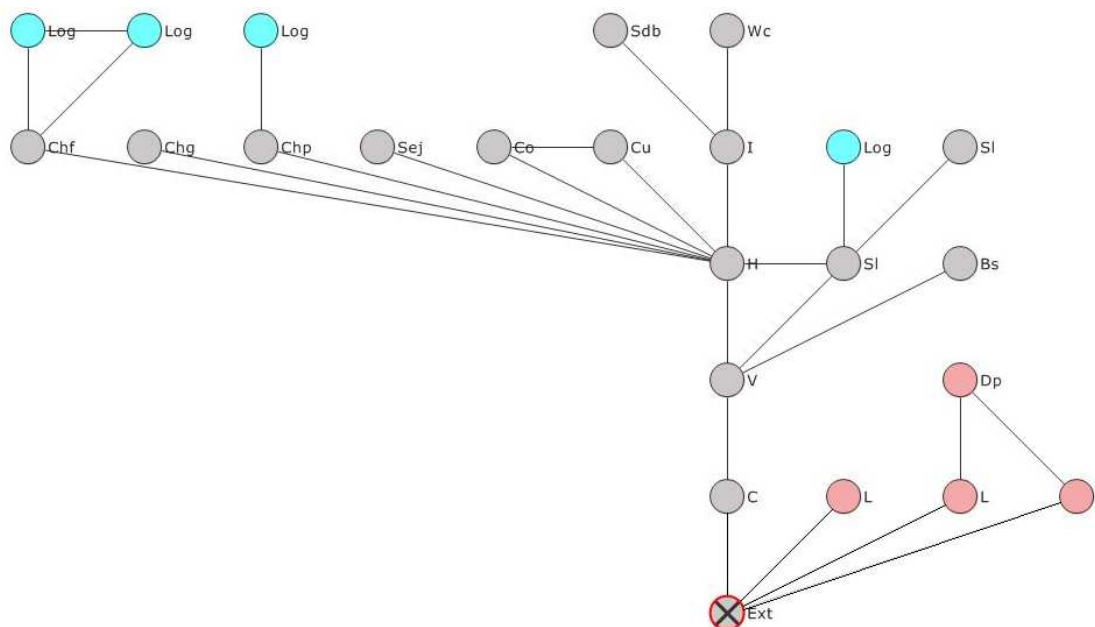 Log Log Log Sdb Wc
Chf Chg Chp Sej Co Cu I Log Sl
H Sl Bs
V Dp
C L L
Ext